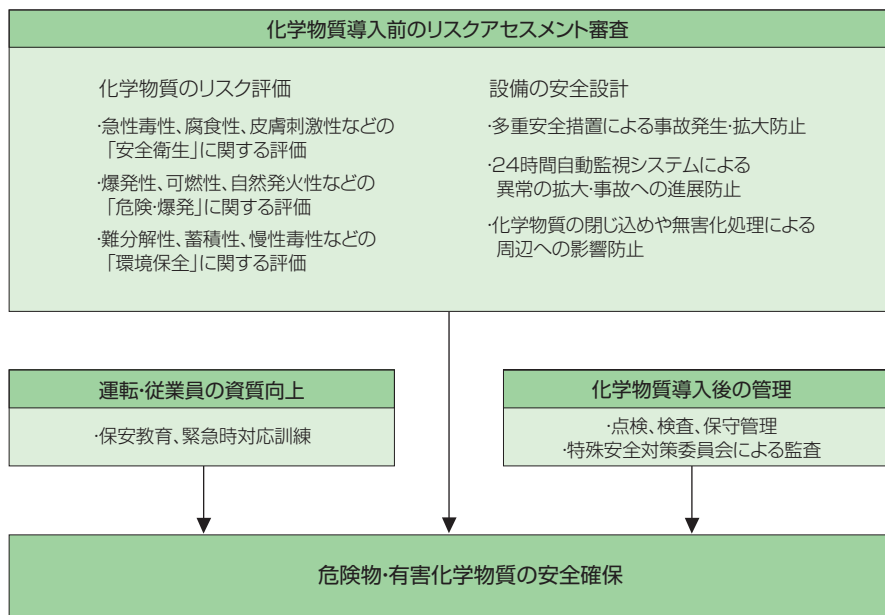 化学物質導入前のリスクアセスメント審査
化学物質のリスク評価
・急性毒性、腐食性、皮膚刺激性などの
「安全衛生」に関する評価
・爆発性、可燃性、自然発火性などの
「危険・爆発」に関する評価
・難分解性、蓄積性、慢性毒性などの
「環境保全」に関する評価
設備の安全設計
・多重安全措置による事故発生・拡大防止
・24時間自動監視システムによる
異常の拡大・事故への進展防止
・化学物質の閉じ込めや無害化処理による
周辺への影響防止
運転・従業員の資質向上
・保安教育、緊急時対応訓練
化学物質導入後の管理
・点検、検査、保守管理
・特殊安全対策委員会による監査
危険物・有害化学物質の安全確保